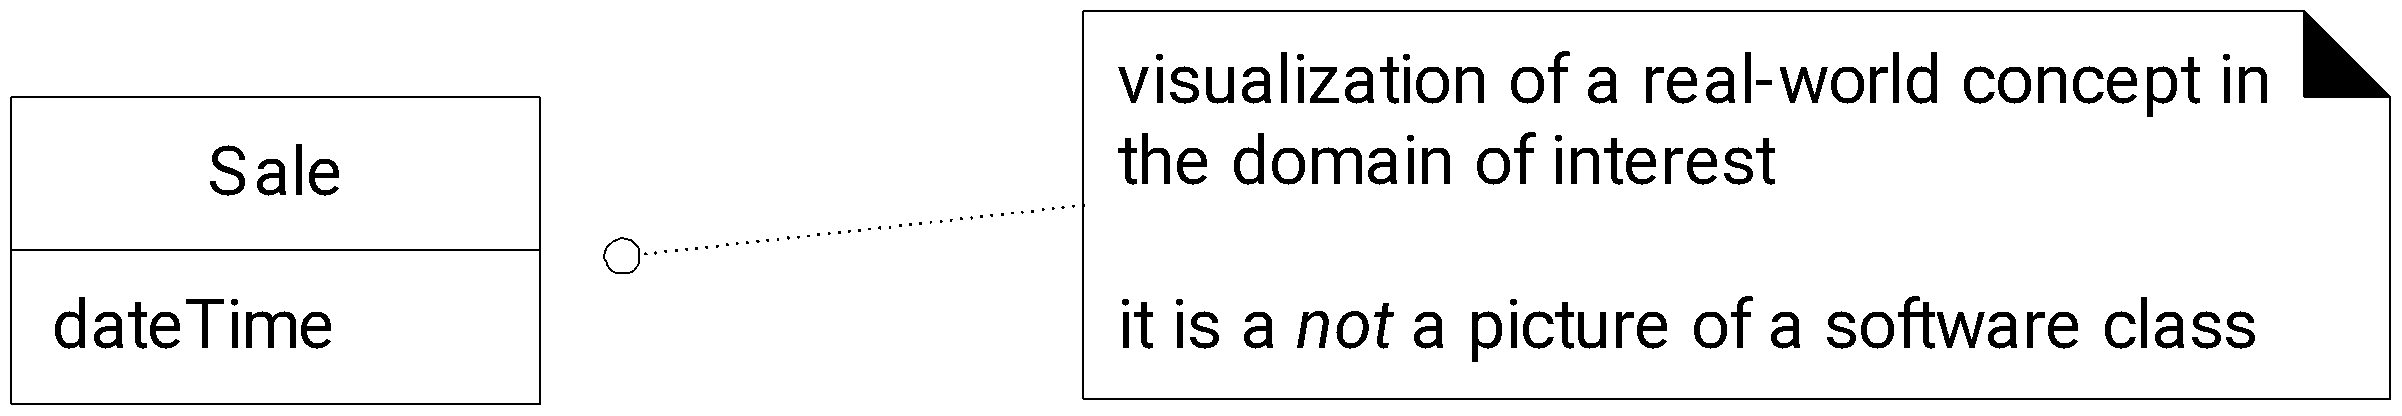 Sale
dateTime
visualization of a real-world concept in
the domain of interest
it is a not a picture of a software class